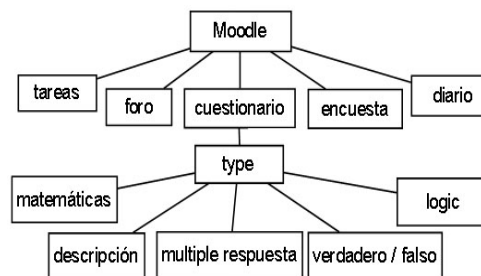 Moodle
tareas
foro
cuestionario
encuesta
diario
type
matemáticas
logic
descripción
multiple respuesta
verdadero / falso